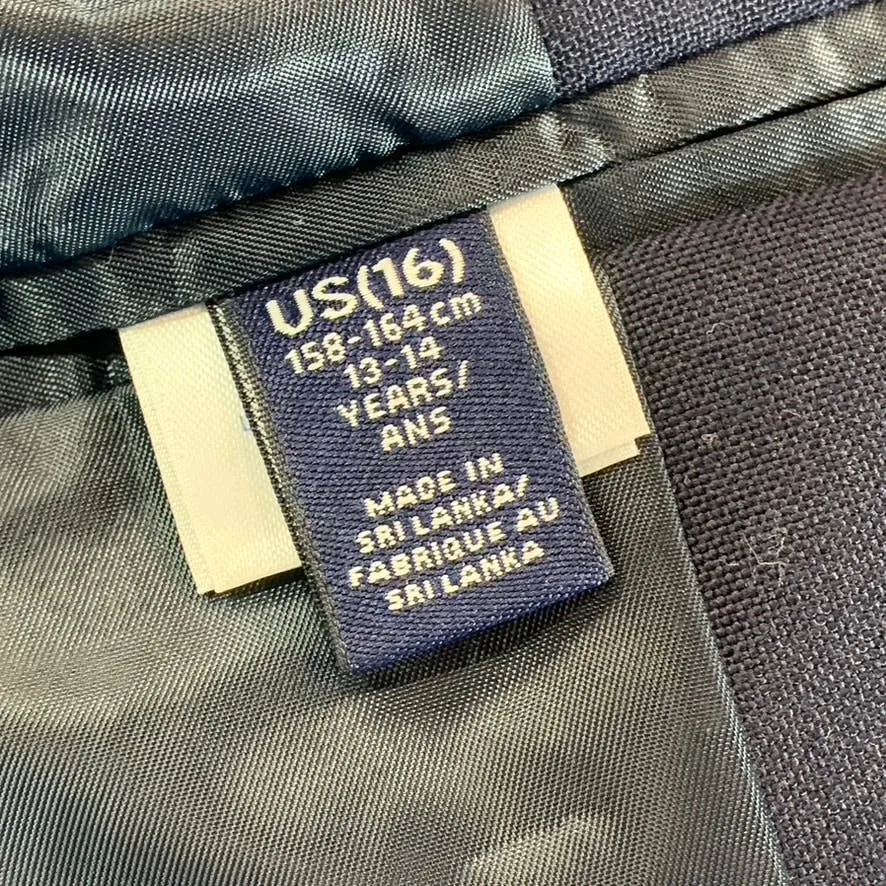 US(16)
158-164cm
13-14
YEARS/
ANS
MADE IN
SRI LANKA/
FABRIQUE AU
SRI LANKA